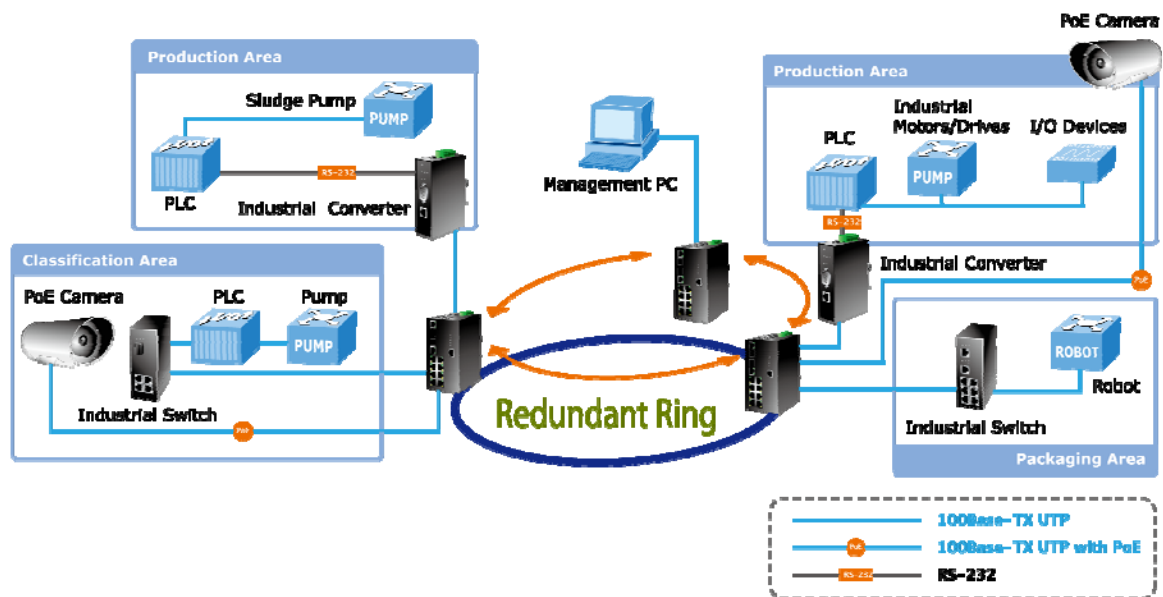 PoE Camera
Production Area
Sludge Pump
PUMP
RS-232
PLC
Industrial Converter
Management PC
Production Area
Industrial
Motors/Drives
I/O Devices
PLC
PUMP
RS-232
Industrial Converter
PoE
Classification Area
PoE Camera
PLC
Pump
PUMP
Industrial Switch
PoE
Redundant Ring
ROBOT
Robot
Industrial Switch
Packaging Area
100Base-TX UTP
PoE
100Base-TX UTP with PoE
RS-232
RS-232